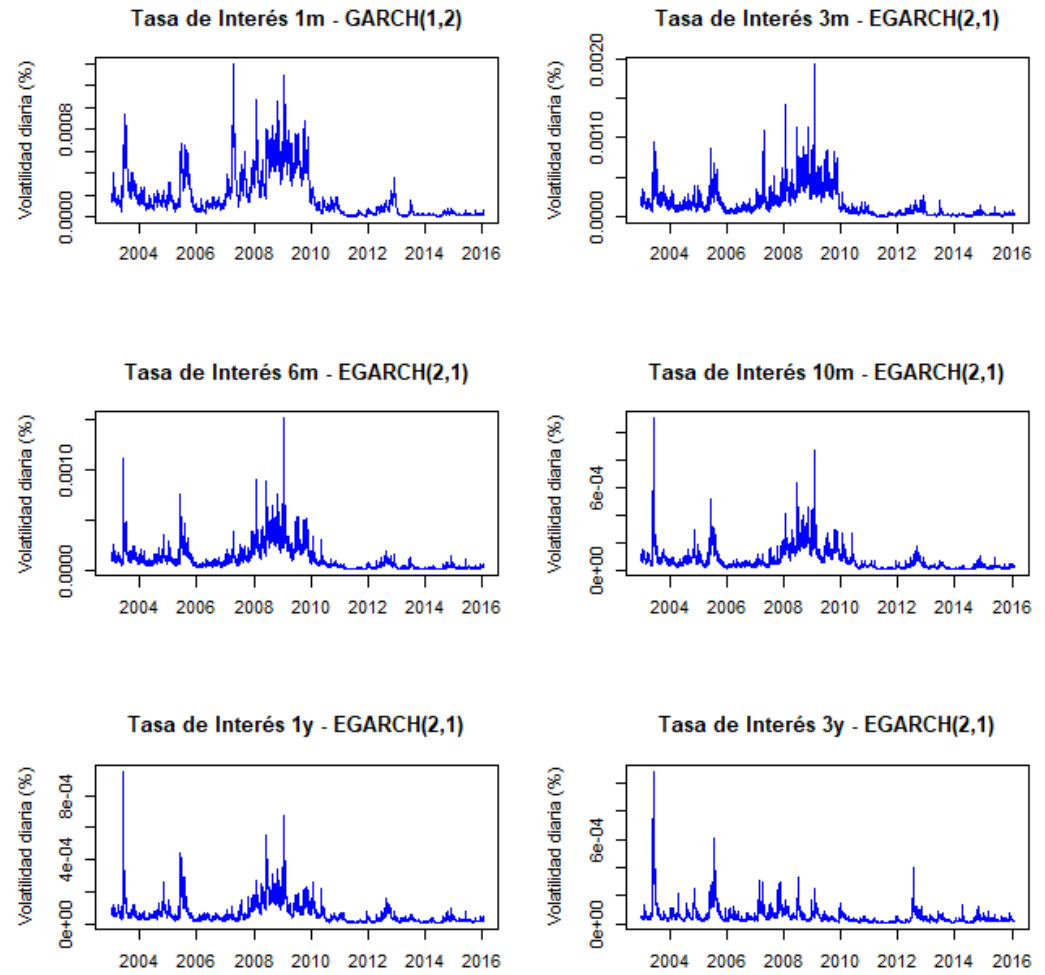 Tasa de Interés 1m - GARCH(1,2)
Volatilidad diaria (%)
0.0008
0.0000
2004 2006 2008 2010 2012 2014 2016
Tasa de Interés 3m - EGARCH(2,1)
Volatilidad diaria (%)
0.0020
0.0010
0.0000
2004 2006 2008 2010 2012 2014 2016
Tasa de Interés 6m - EGARCH(2,1)
Volatilidad diaria (%)
0.0010
0.0000
2004 2006 2008 2010 2012 2014 2016
Tasa de Interés 10m - EGARCH(2,1)
Volatilidad diaria (%)
6e-04
0e+00
2004 2006 2008 2010 2012 2014 2016
Tasa de Interés 1y - EGARCH(2,1)
Volatilidad diaria (%)
8e-04
4e-04
0e+00
2004 2006 2008 2010 2012 2014 2016
Tasa de Interés 3y - EGARCH(2,1)
Volatilidad diaria (%)
6e-04
0e+00
2004 2006 2008 2010 2012 2014 2016